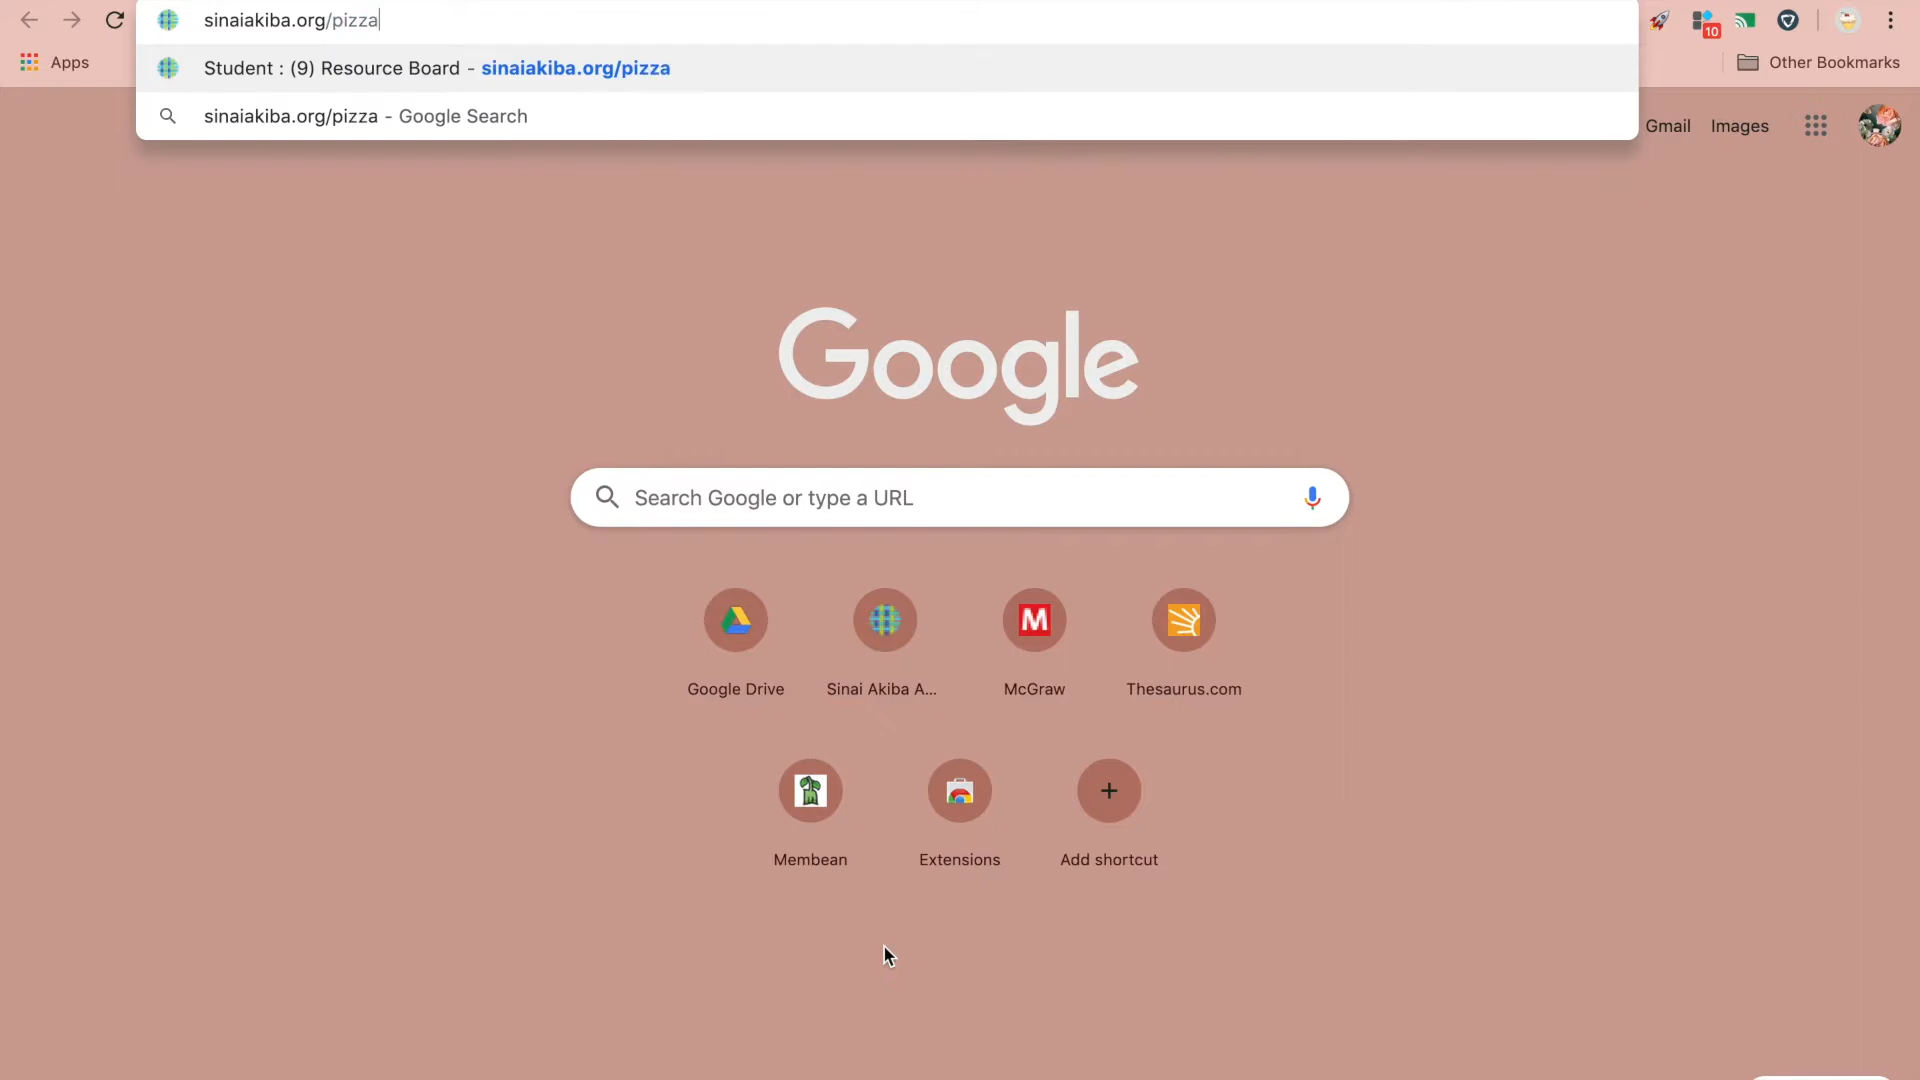 sinaiakiba.org/pizza
Student : (9) Resource Board - sinaiakiba.org/pizza
sinaiakiba.org/pizza - Google Search
10
Apps
Other Bookmarks
Gmail Images
Google
Search Google or type a URL
Google Drive
Sinai Akiba A...
M
McGraw
Thesaurus.com
Membean
Extensions
Add shortcut